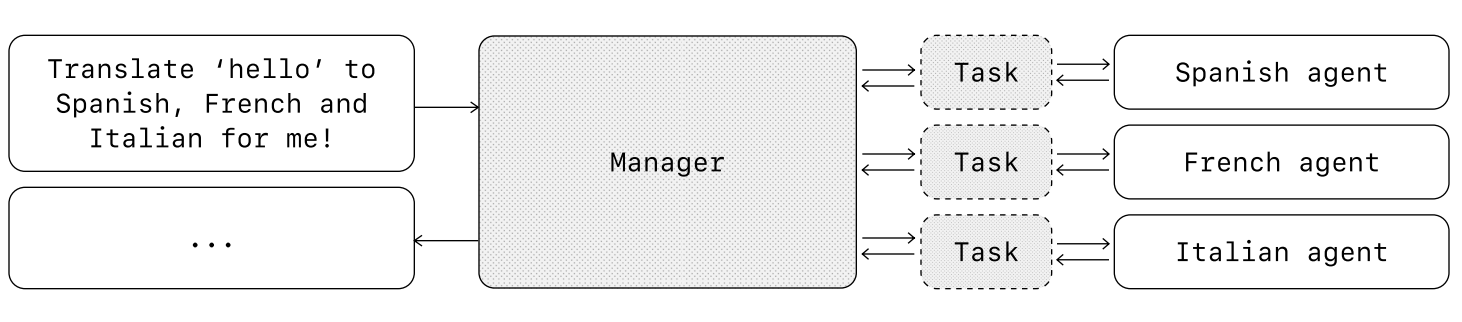 Translate ‘hello’ to
Spanish, French and
Italian for me!
...
Manager
Task
Spanish agent
Task
French agent
Task
Italian agent